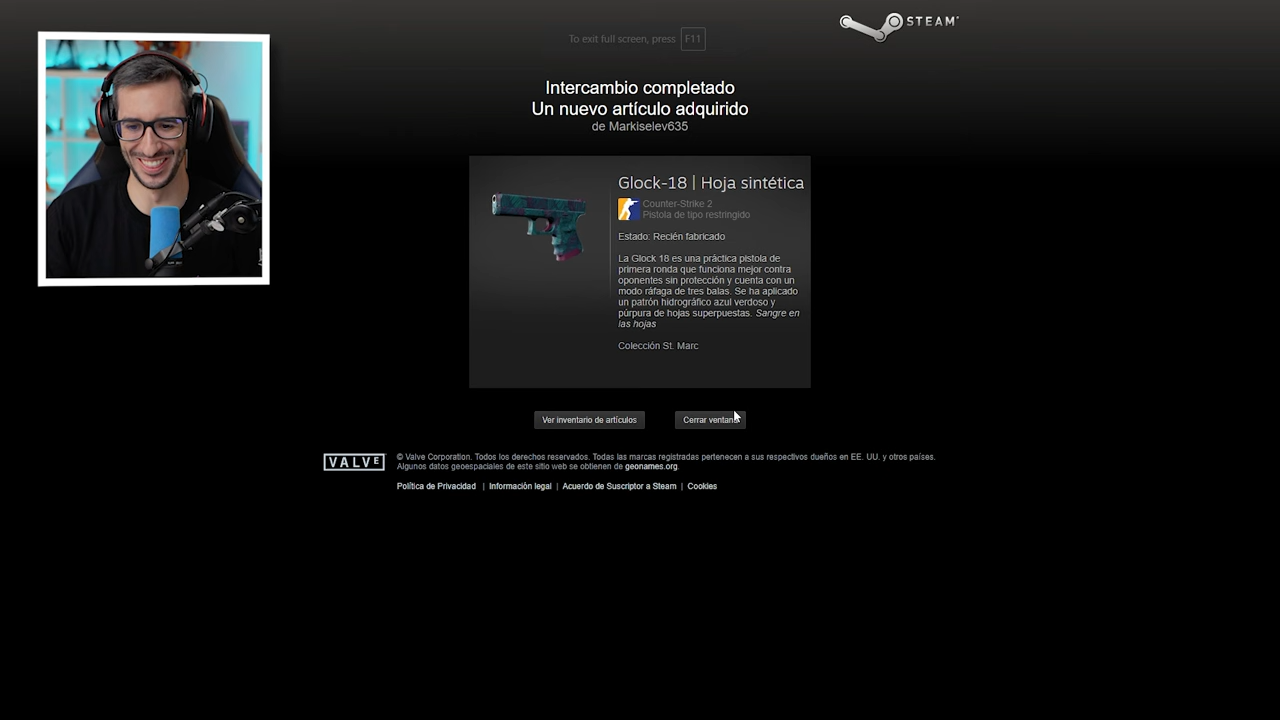 STEAM
To exit full screen, press F11
Intercambio completado
Un nuevo artículo adquirido
de Markiselev635
Glock-18 | Hoja sintética
Counter-Strike 2
Pistola de tipo restringido
Estado: Recién fabricado
La Glock 18 es una práctica pistola de
primera ronda que funciona mejor contra
oponentes sin protección y cuenta con un
modo ráfaga de tres balas. Se ha aplicado
un patrón hidrográfico azul verdoso y
púrpura de hojas superpuestas. Sangre en
las hojas
Colección St. Marc
Ver inventario de artículos
Cerrar ventana
VALVE
© Valve Corporation. Todos los derechos reservados. Todas las marcas registradas pertenecen a sus respectivos dueños en EE. UU. y otros países.
Algunos datos geoespaciales de este sitio web se obtienen de geonames.org.
Política de Privacidad | Información legal | Acuerdo de Suscriptor a Steam | Cookies